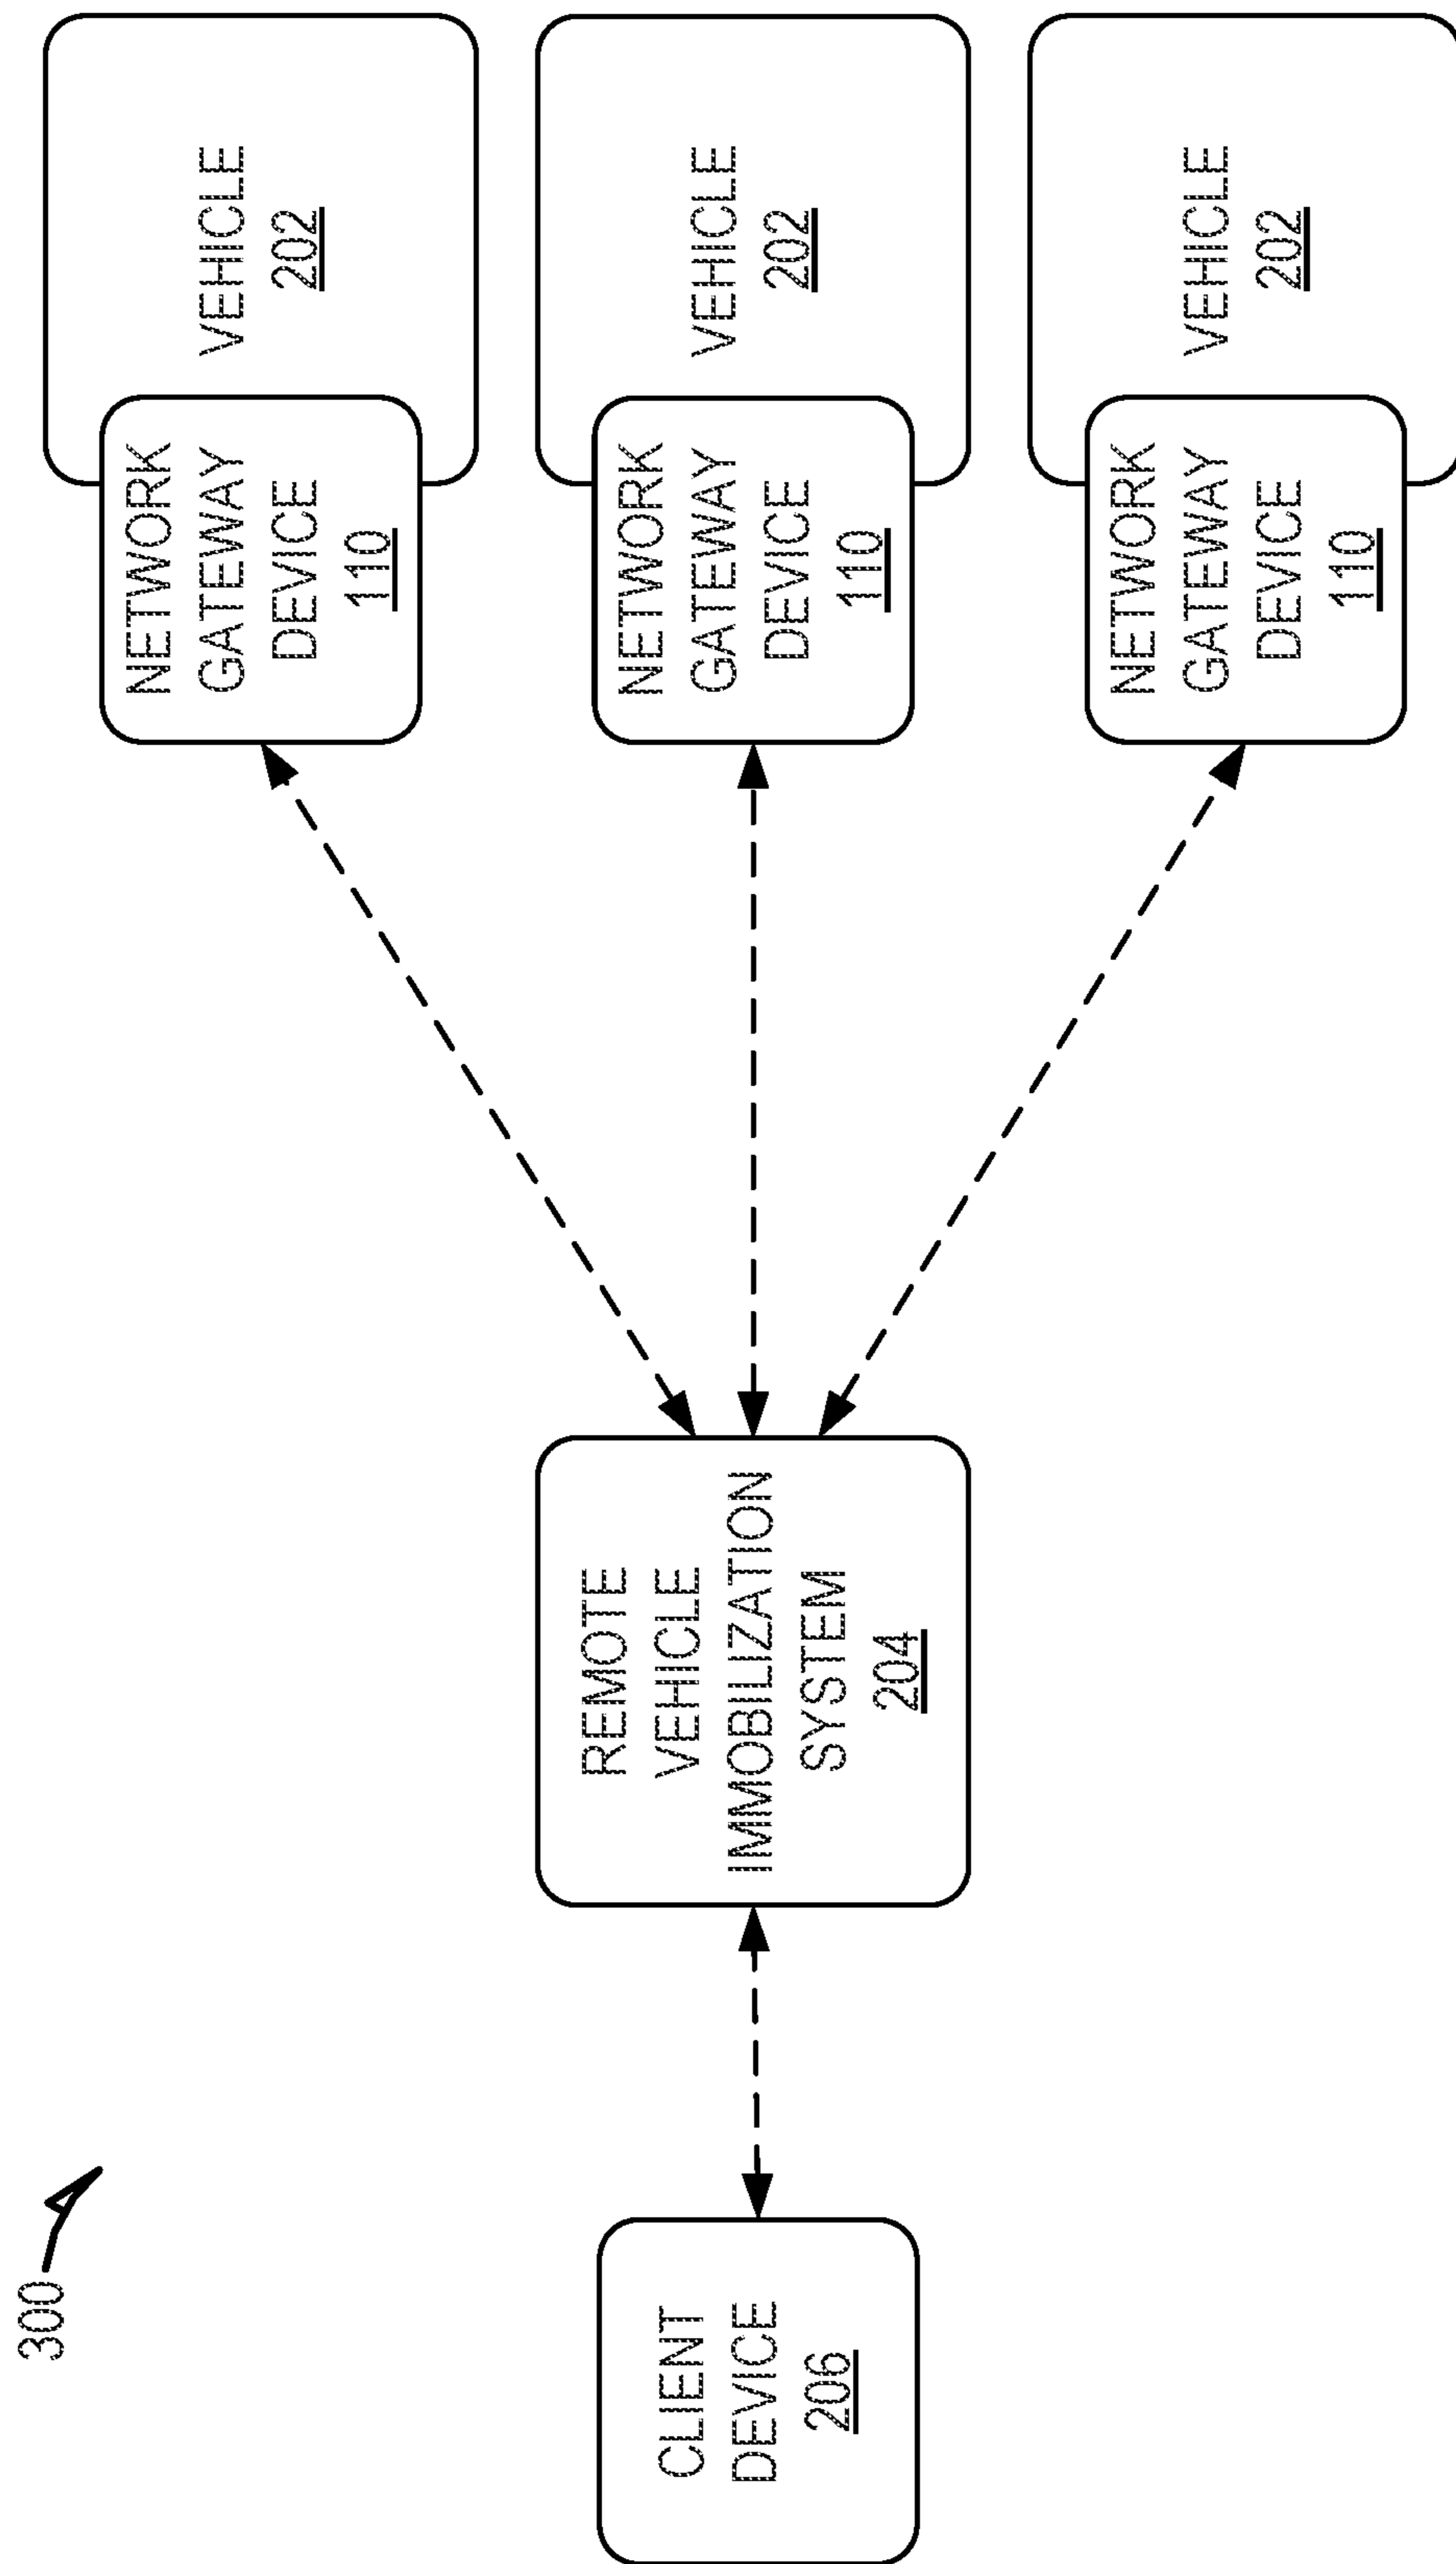 300
CLIENT
DEVICE
206
REMOTE
VEHICLE
IMMOBILIZATION
SYSTEM
204
NETWORK
GATEWAY
DEVICE
110
VEHICLE
202
NETWORK
GATEWAY
DEVICE
110
VEHICLE
202
NETWORK
GATEWAY
DEVICE
110
VEHICLE
202